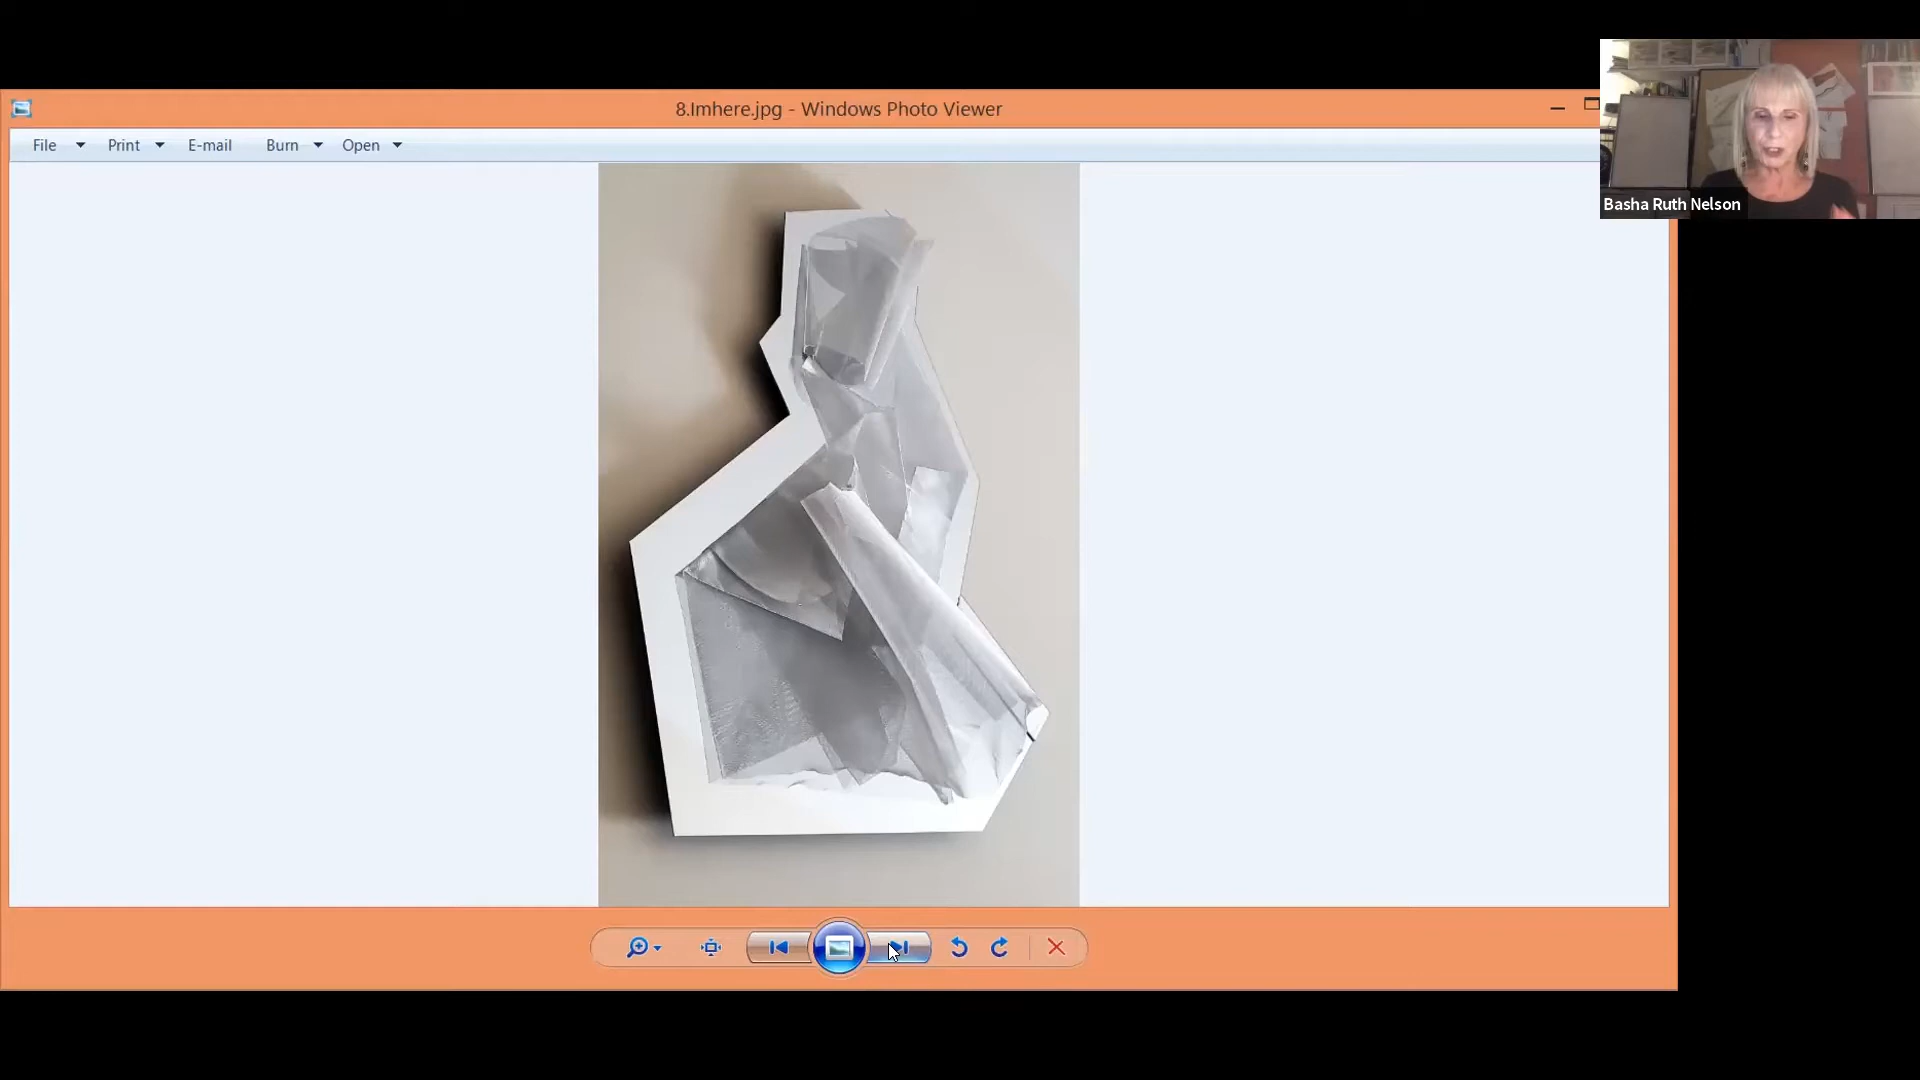 8.Imhere.jpg - Windows Photo Viewer
File Print E-mail Burn Open
Basha Ruth Nelson